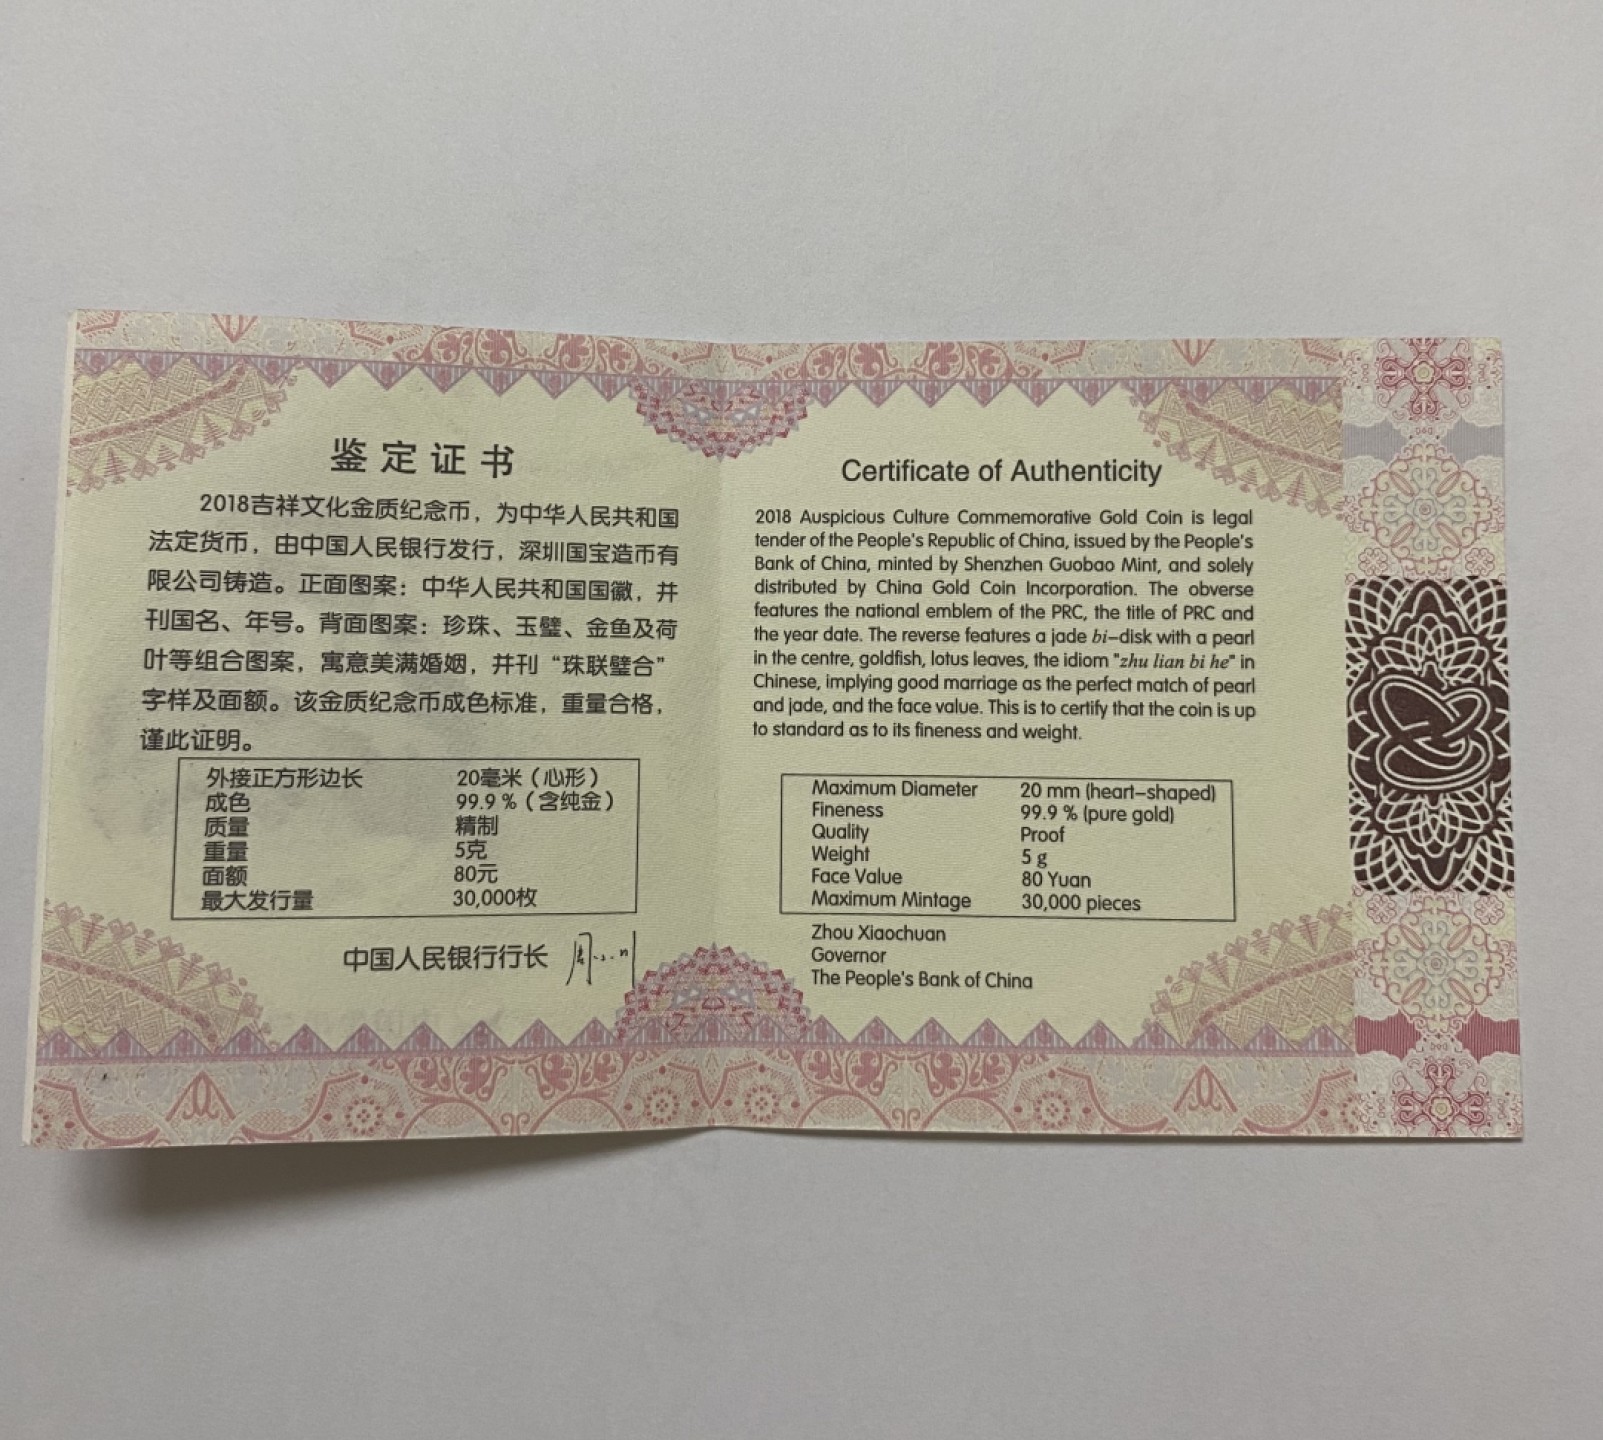 鉴定证书
2018吉祥文化金质纪念币，为中华人民共和国
法定货币，由中国人民银行发行，深圳国宝造币有
限公司铸造。正面图案：中华人民共和国国徽，并
刊国名、年号。背面图案：珍珠、玉璧、金鱼及荷
叶等组合图案，寓意美满婚姻，并刊“珠联璧合”
字样及面额。该金质纪念币成色标准，重量合格，
谨此证明。
外接正方形边长 20毫米（心形）
成色 99.9 %（含纯金）
质量 精制
重量 5克
面额 80元
最大发行量 30,000枚
中国人民银行行长 周小川
Certificate of Authenticity
2018 Auspicious Culture Commemorative Gold Coin is legal
tender of the People's Republic of China, issued by the People's
Bank of China, minted by Shenzhen Guobao Mint, and solely
distributed by China Gold Coin Incorporation. The obverse
features the national emblem of the PRC, the title of PRC and
the year date. The reverse features a jade bi–disk with a pearl
in the centre, goldfish, lotus leaves, the idiom "zhu lian bi he" in
Chinese, implying good marriage as the perfect match of pearl
and jade, and the face value. This is to certify that the coin is up
to standard as to its fineness and weight.
Maximum Diameter 20 mm (heart–shaped)
Fineness 99.9 % (pure gold)
Quality Proof
Weight 5 g
Face Value 80 Yuan
Maximum Mintage 30,000 pieces
Zhou Xiaochuan
Governor
The People's Bank of China